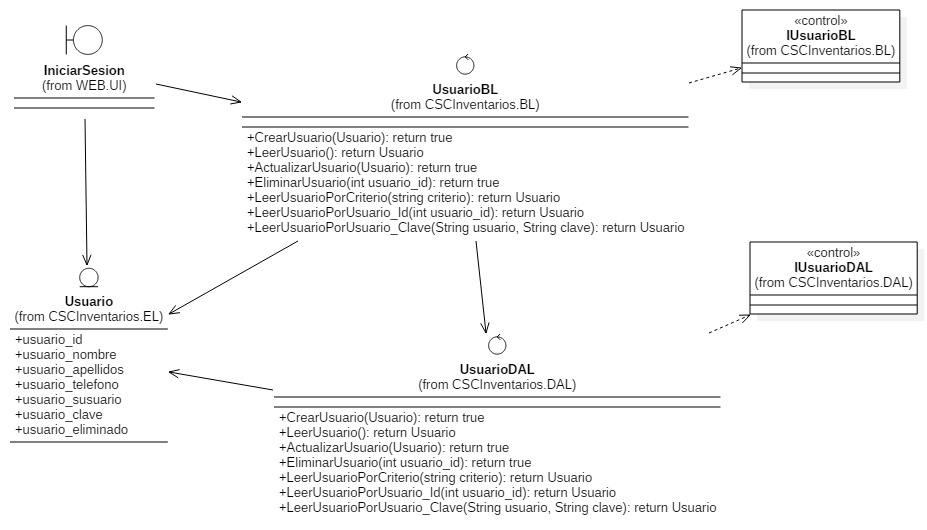 «control»
IUsuarioBL
(from CSCInventarios.BL)
IniciarSesion
(from WEB.UI)
UsuarioBL
(from CSCInventarios.BL)
+CrearUsuario(Usuario): return true
+LeerUsuario(): return Usuario
+ActualizarUsuario(Usuario): return true
+EliminarUsuario(int usuario_id): return true
+LeerUsuarioPorCriterio(string criterio): return Usuario
+LeerUsuarioPorUsuario_Id(int usuario_id): return Usuario
+LeerUsuarioPorUsuario_Clave(String usuario, String clave): return Usuario
«control»
IUsuarioDAL
(from CSCInventarios.DAL)
Usuario
(from CSCInventarios.EL)
+usuario_id
+usuario_nombre
+usuario_apellidos
+usuario_telefono
+usuario_susuario
+usuario_clave
+usuario_eliminado
UsuarioDAL
(from CSCInventarios.DAL)
+CrearUsuario(Usuario): return true
+LeerUsuario(): return Usuario
+ActualizarUsuario(Usuario): return true
+EliminarUsuario(int usuario_id): return true
+LeerUsuarioPorCriterio(string criterio): return Usuario
+LeerUsuarioPorUsuario_Id(int usuario_id): return Usuario
+LeerUsuarioPorUsuario_Clave(String usuario, String clave): return Usuario